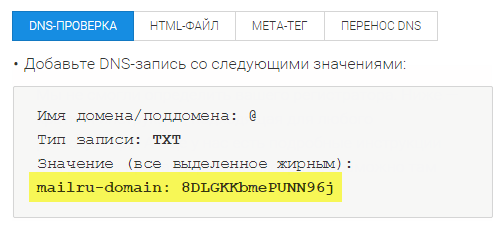 DNS-ПРОВЕРКА HTML-ФАЙЛ МЕТА-ТЕГ ПЕРЕНОС DNS
• Добавьте DNS-запись со следующими значениями:
Имя домена/поддомена: @
Тип записи: TXT
Значение (все выделенное жирным):
mailru-domain: 8DLGKKbmePUNN96j